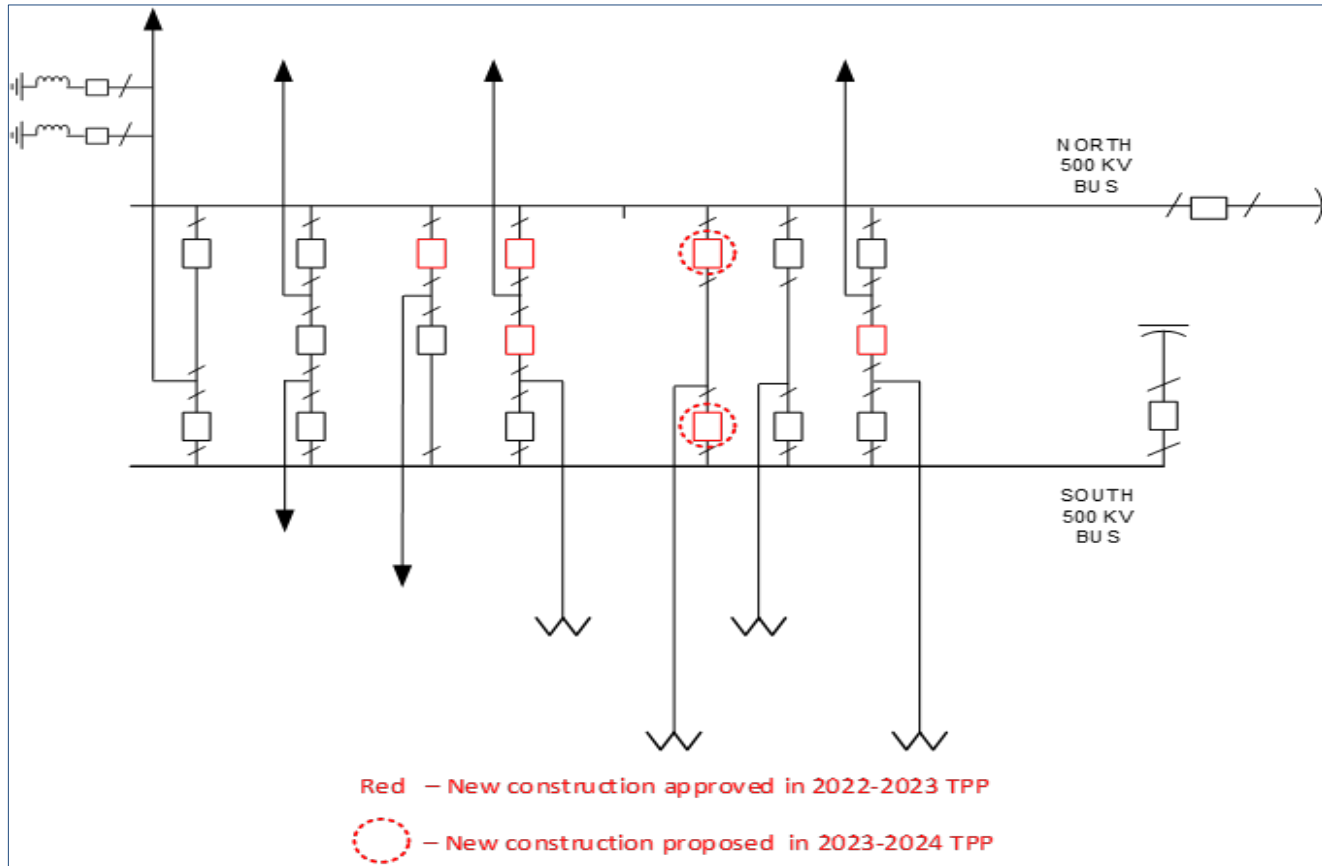 NORTH
500 KV
BUS
SOUTH
500 KV
BUS
Red – New construction approved in 2022-2023 TPP
– New construction proposed in 2023-2024 TPP